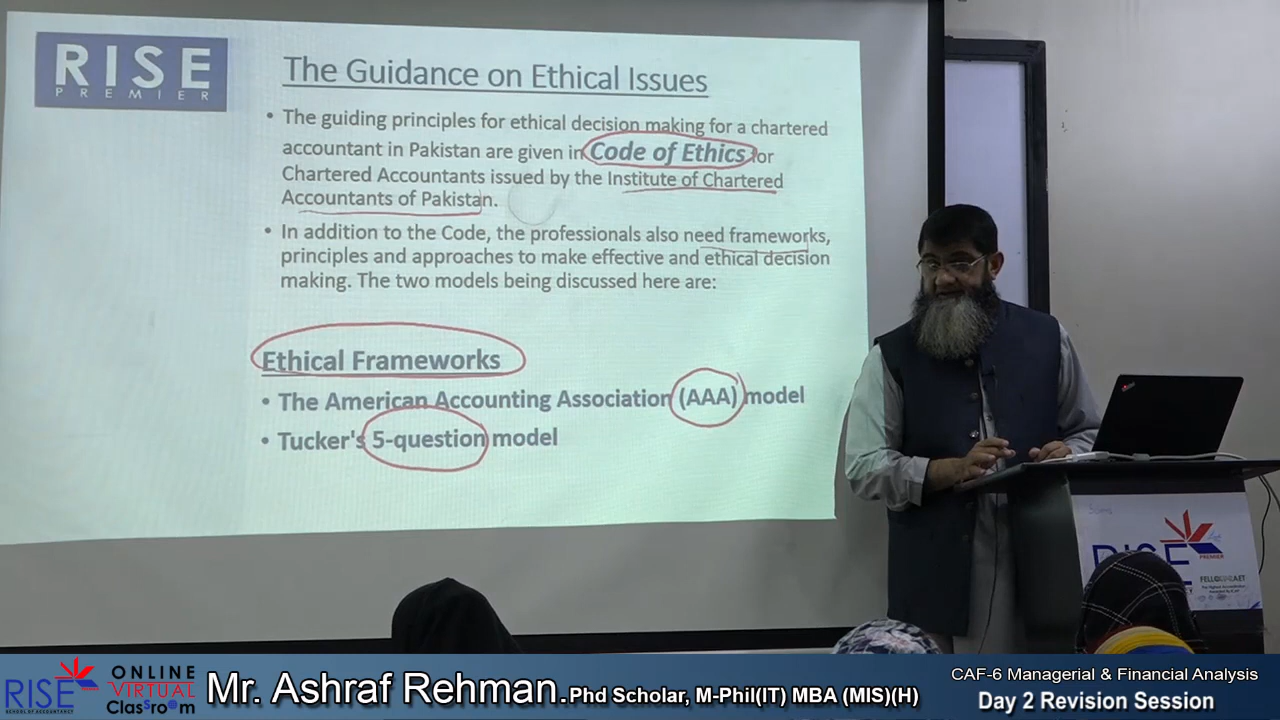 RISE
PREMIER
The Guidance on Ethical Issues
• The guiding principles for ethical decision making for a chartered
accountant in Pakistan are given in Code of Ethics for
Chartered Accountants issued by the Institute of Chartered
Accountants of Pakistan.
• In addition to the Code, the professionals also need frameworks,
principles and approaches to make effective and ethical decision
making. The two models being discussed here are:
Ethical Frameworks
• The American Accounting Association (AAA) model
• Tucker's 5-question model
RISE
PREMIER
RISE
SCHOOL OF ACCOUNTANCY
ONLINE
VIRTUAL
ClasSroom
Mr. Ashraf Rehman.Phd Scholar, M-Phil(IT) MBA (MIS)(H)
CAF-6 Managerial & Financial Analysis
Day 2 Revision Session